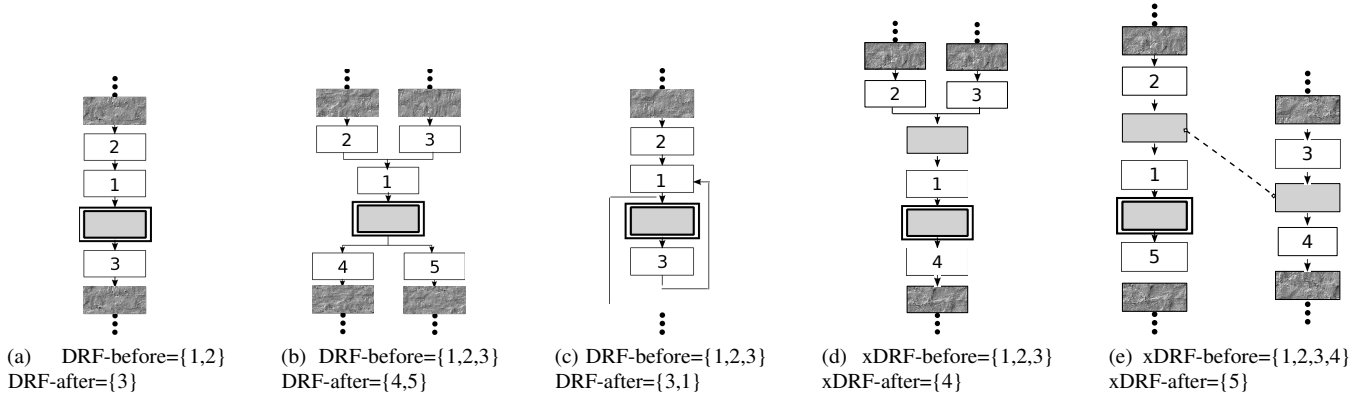 2
1
3
2
3
1
4
5
2
1
3
2
3
1
4
2
1
5
3
4
(a) DRF-before={1,2}
DRF-after={3}
(b) DRF-before={1,2,3}
DRF-after={4,5}
(c) DRF-before={1,2,3}
DRF-after={3,1}
(d) xDRF-before={1,2,3}
xDRF-after={4}
(e) xDRF-before={1,2,3,4}
xDRF-after={5}